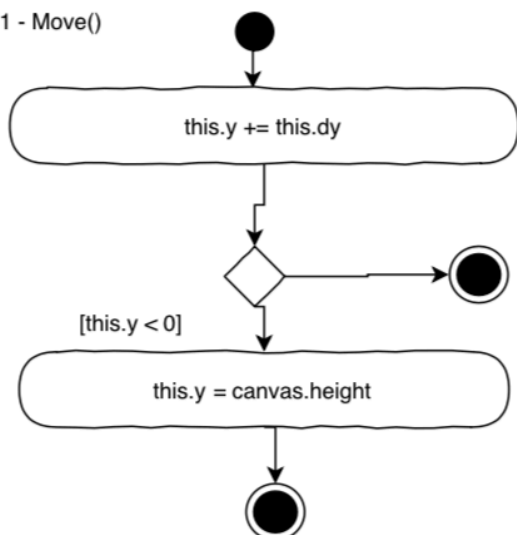 1 - Move()
this.y += this.dy
[this.y < 0]
this.y = canvas.height